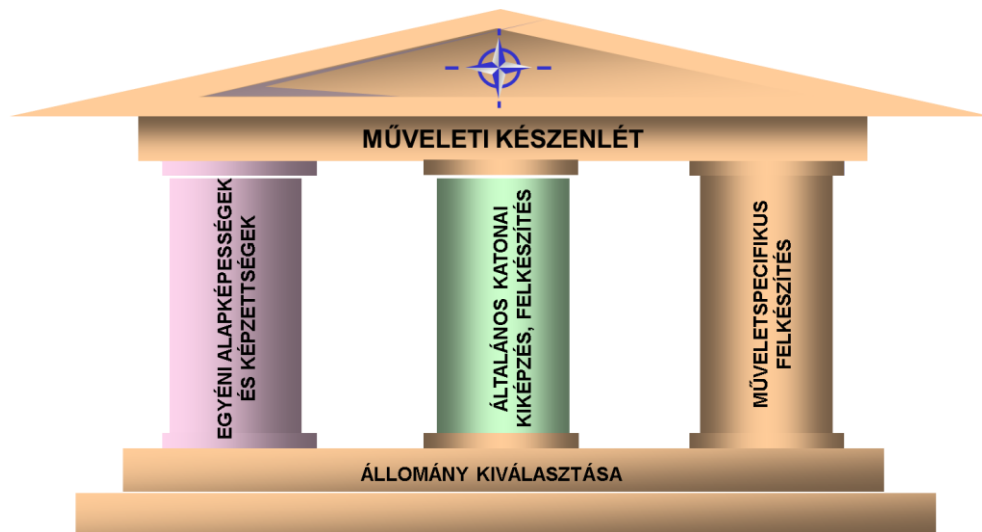 MŰVELETI KÉSZENLÉT
EGYÉNI ALAPKÉPESSÉGEK
ÉS KÉPZETTSÉGEK
ÁLTALÁNOS KATONAI
KIKÉPZÉS, FELKÉSZÍTÉS
MŰVELETSPECIFIKUS
FELKÉSZÍTÉS
ÁLLOMÁNY KIVÁLASZTÁSA